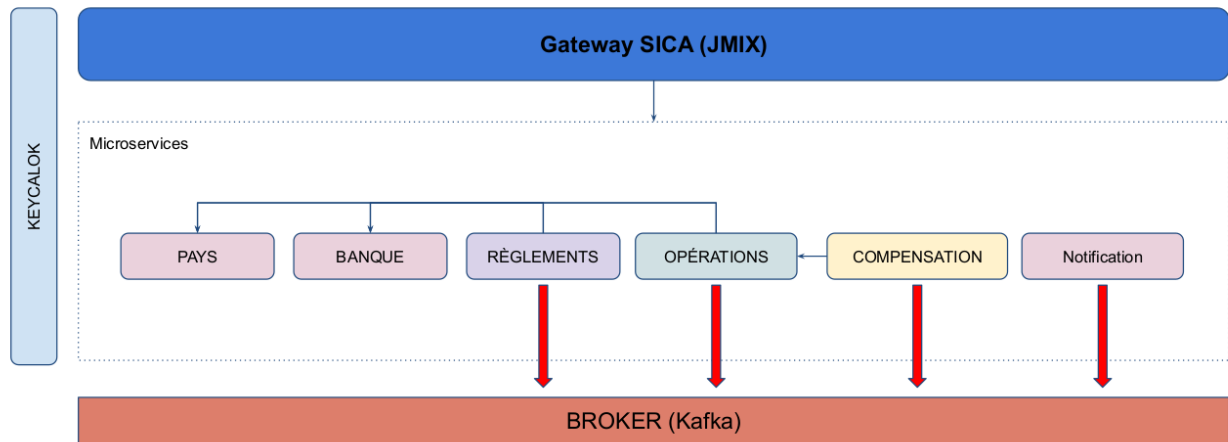 Gateway SICA (JMIX)
KEYCALOK
Microservices
PAYS
BANQUE
RÈGLEMENTS
OPÉRATIONS
COMPENSATION
Notification
BROKER (Kafka)